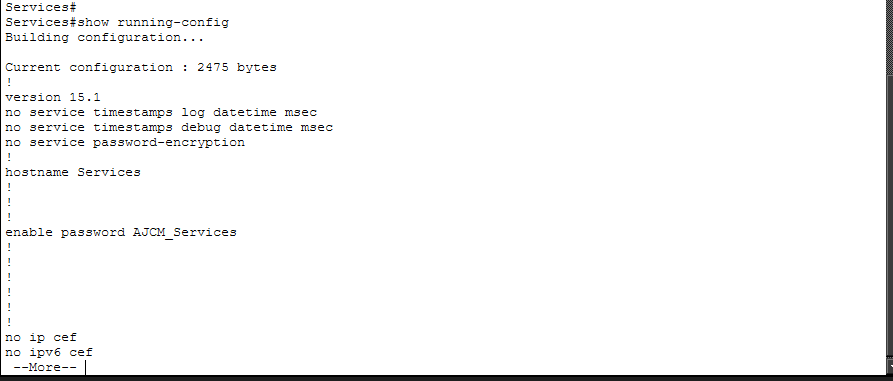 Services#
Services#show running-config
Building configuration...
Current configuration : 2475 bytes
!
version 15.1
no service timestamps log datetime msec
no service timestamps debug datetime msec
no service password-encryption
!
hostname Services
!
!
!
enable password AJCM_Services
!
!
!
!
!
!
no ip cef
no ipv6 cef
--More--